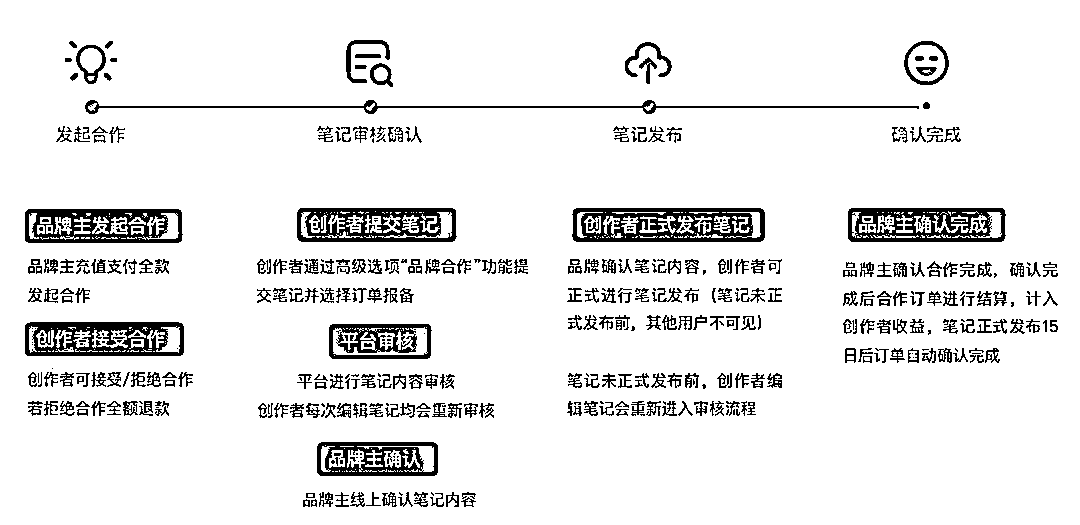 发起合作
笔记审核确认
笔记发布
确认完成
品牌主发起合作
品牌主充值支付全款
发起合作
创作者接受合作
创作者可接受/拒绝合作
若拒绝合作全额退款
创作者提交笔记
创作者通过高级选项“品牌合作”功能提
交笔记并选择订单报备
平台审核
平台进行笔记内容审核
创作者每次编辑笔记均会重新审核
品牌主确认
品牌主线上确认笔记内容
创作者正式发布笔记
品牌确认笔记内容，创作者可
正式进行笔记发布（笔记未正
式发布前，其他用户不可见）
笔记未正式发布前，创作者编
辑笔记会重新进入审核流程
品牌主确认完成
品牌主确认合作完成，确认完
成后合作订单进行结算，计入
创作者收益，笔记正式发布15
日后订单自动确认完成